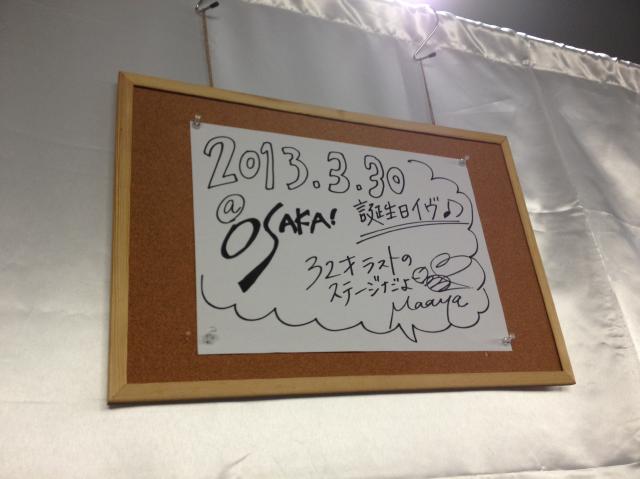 2013.3.30
@
OSAKA!
誕生日イヴ♪
32才ラストの
ステージだよ
Maaya